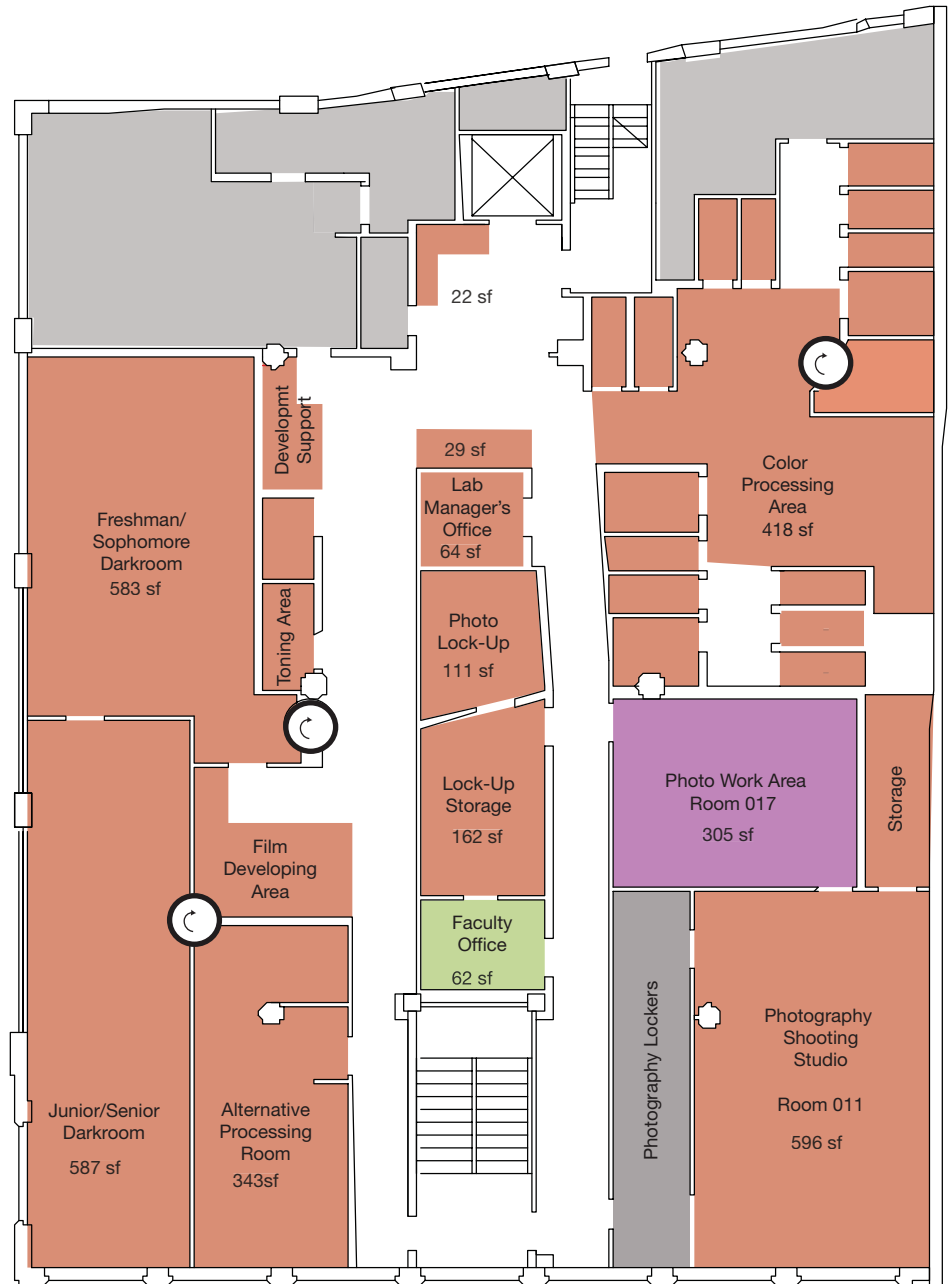 22 sf
Developmt
Support
29 sf
Lab
Manager's
Office
64 sf
Color
Processing
Area
418 sf
Freshman/
Sophomore
Darkroom
583 sf
Toning Area
Photo
Lock-Up
111 sf
Lock-Up
Storage
162 sf
Photo Work Area
Room 017
305 sf
Storage
Film
Developing
Area
Faculty
Office
62 sf
Photography Lockers
Photography
Shooting
Studio
Room 011
596 sf
Junior/Senior
Darkroom
587 sf
Alternative
Processing
Room
343sf